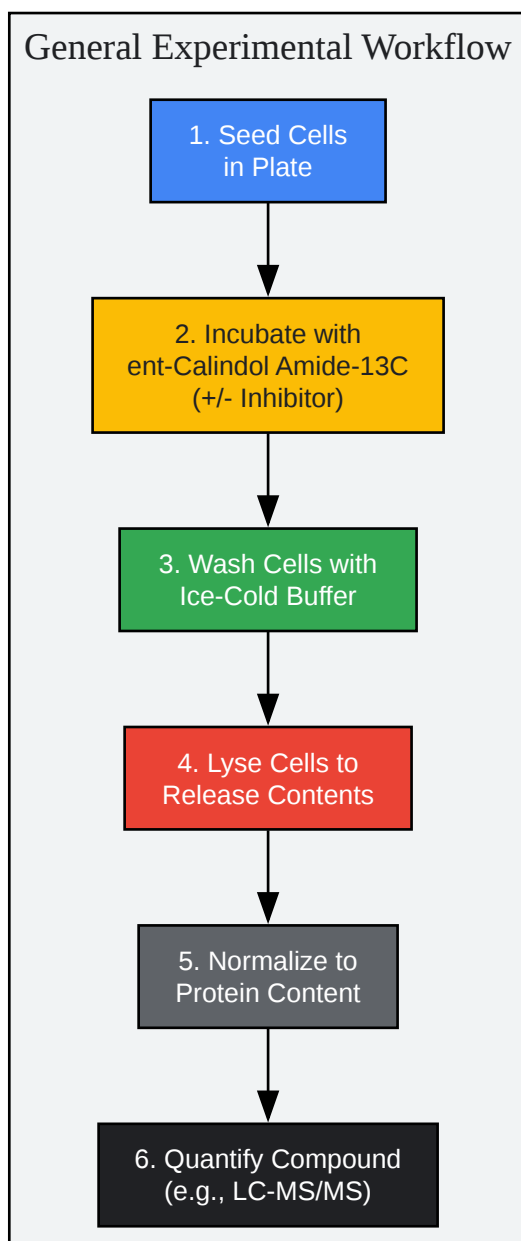 General Experimental Workflow
1. Seed Cells
in Plate
2. Incubate with
ent-Calindol Amide-13C
(+/- Inhibitor)
3. Wash Cells with
Ice-Cold Buffer
4. Lyse Cells to
Release Contents
5. Normalize to
Protein Content
6. Quantify Compound
(e.g., LC-MS/MS)